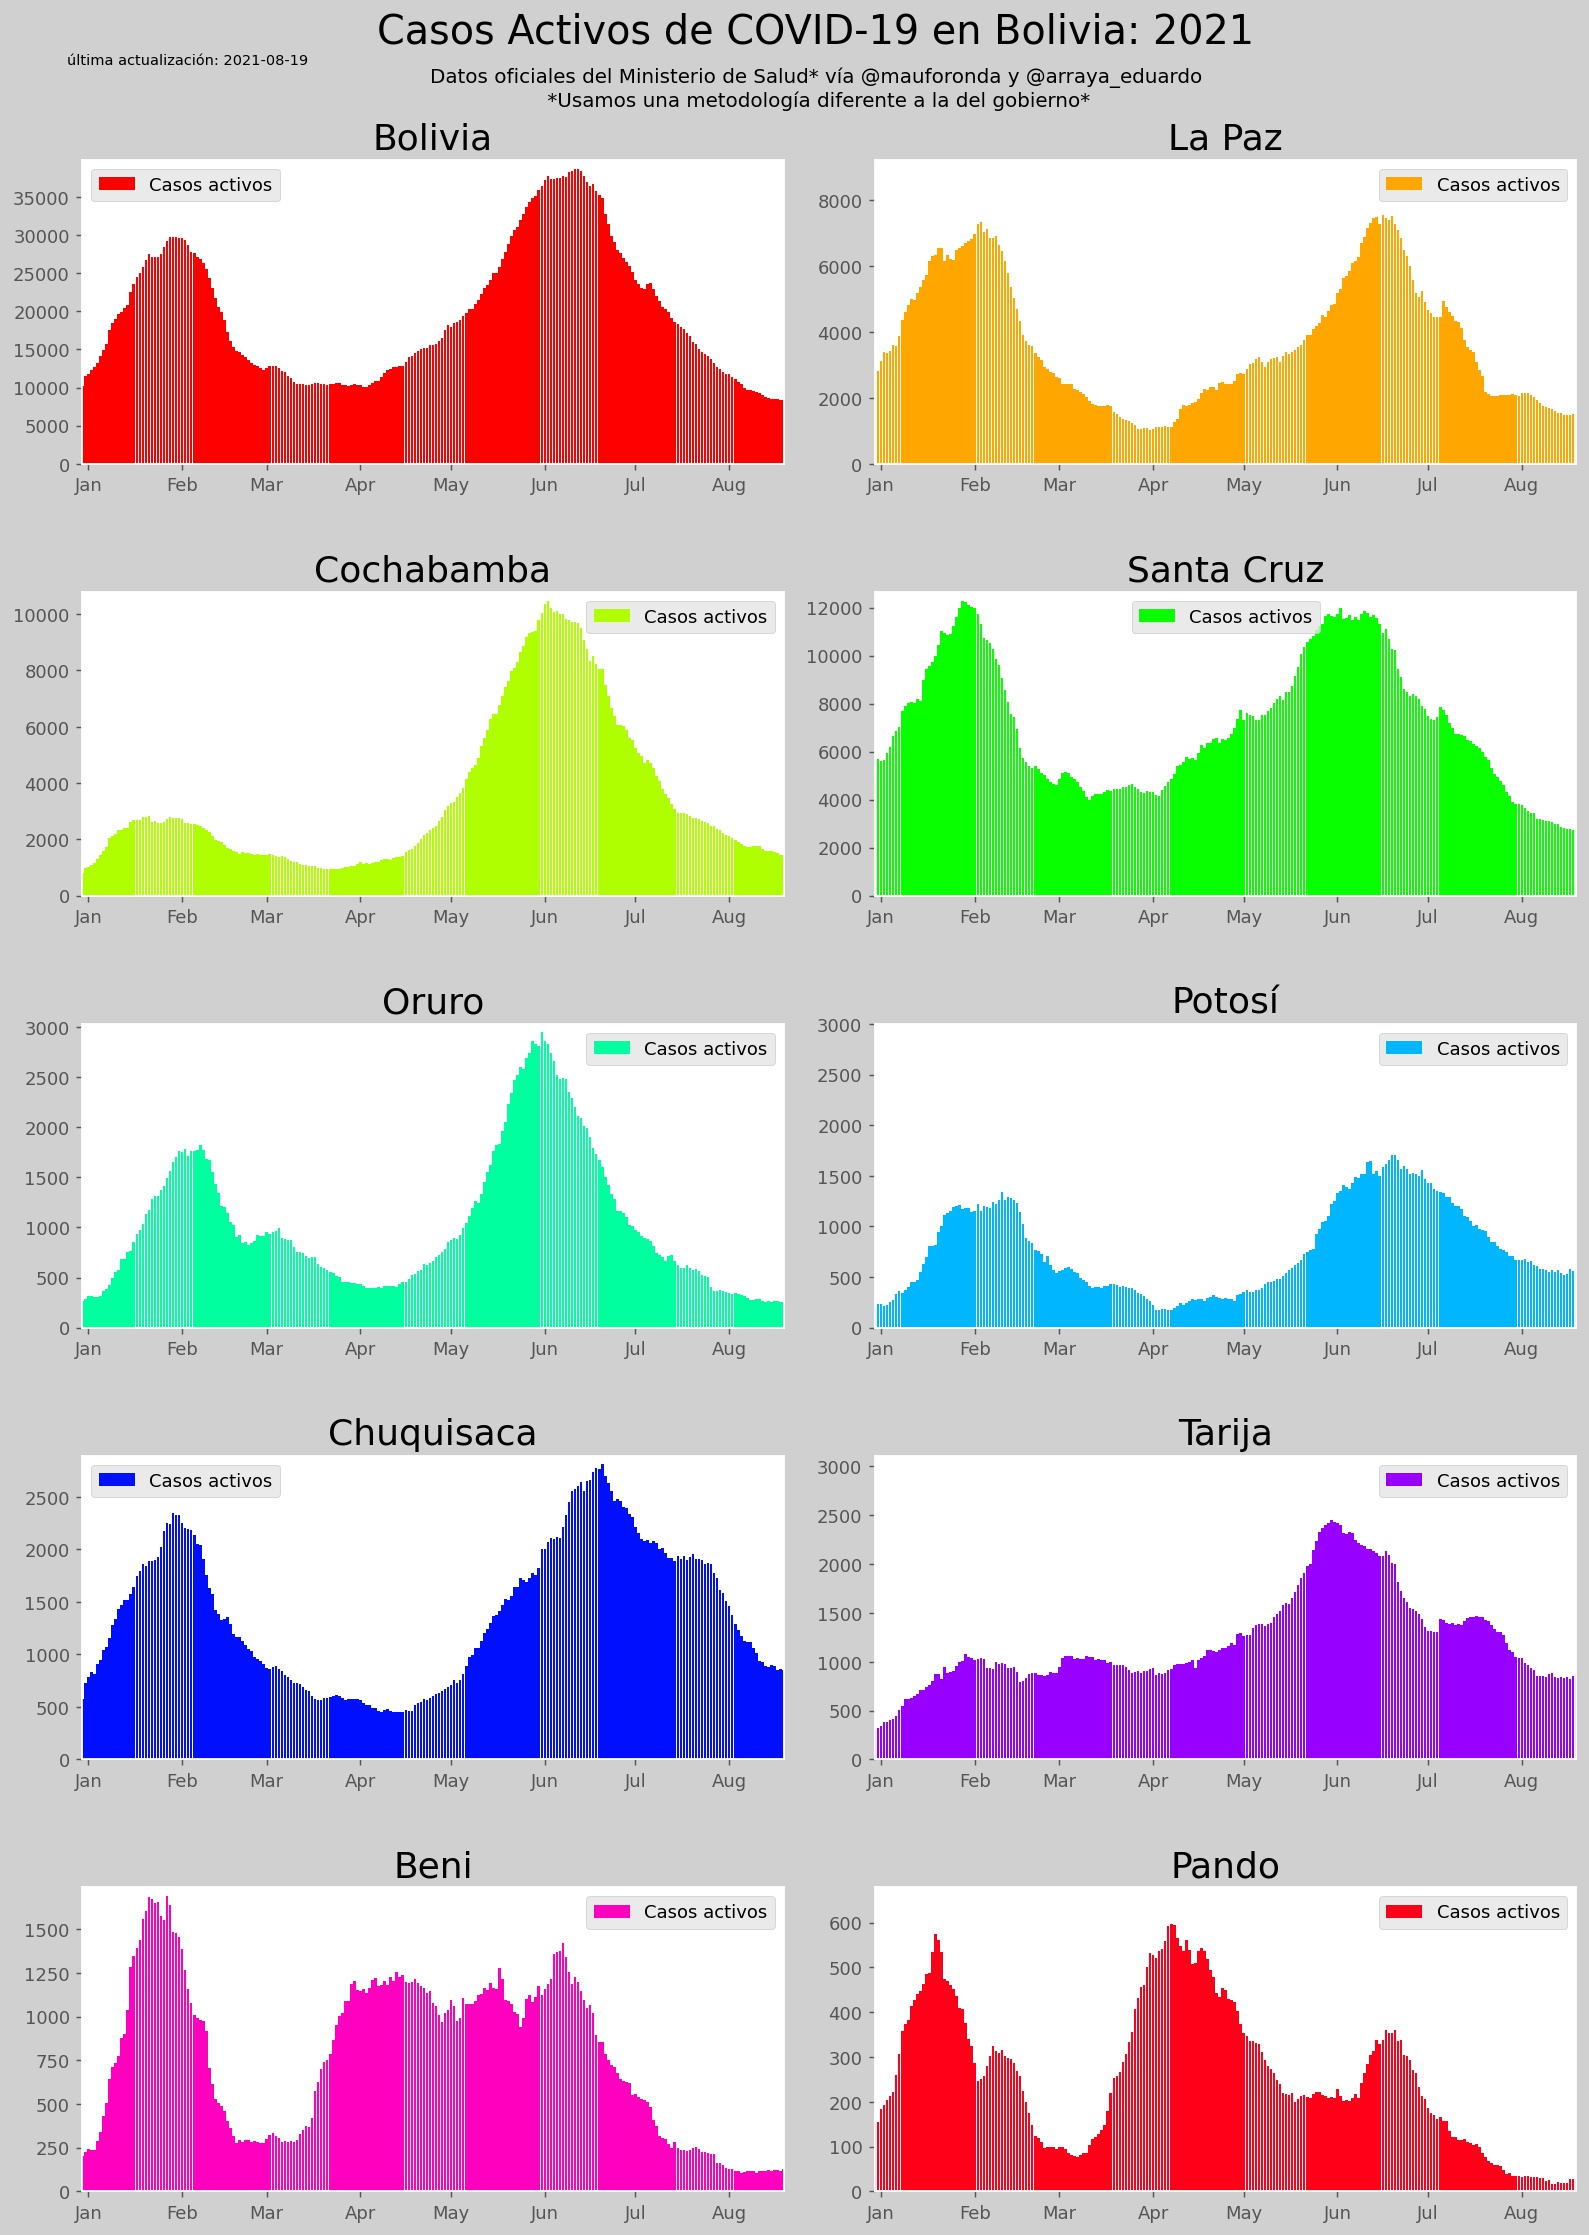 Casos Activos de COVID-19 en Bolivia: 2021
última actualización: 2021-08-19
Datos oficiales del Ministerio de Salud* vía @mauforonda y @arraya_eduardo
*Usamos una metodología diferente a la del gobierno*
Bolivia
Casos activos
35000
30000
25000
20000
15000
10000
5000
0
Jan Feb Mar Apr May Jun Jul Aug
La Paz
Casos activos
8000
6000
4000
2000
0
Jan Feb Mar Apr May Jun Jul Aug
Cochabamba
Casos activos
10000
8000
6000
4000
2000
0
Jan Feb Mar Apr May Jun Jul Aug
Santa Cruz
Casos activos
12000
10000
8000
6000
4000
2000
0
Jan Feb Mar Apr May Jun Jul Aug
Oruro
Casos activos
3000
2500
2000
1500
1000
500
0
Jan Feb Mar Apr May Jun Jul Aug
Potosí
Casos activos
3000
2500
2000
1500
1000
500
0
Jan Feb Mar Apr May Jun Jul Aug
Chuquisaca
Casos activos
2500
2000
1500
1000
500
0
Jan Feb Mar Apr May Jun Jul Aug
Tarija
Casos activos
3000
2500
2000
1500
1000
500
0
Jan Feb Mar Apr May Jun Jul Aug
Beni
Casos activos
1500
1250
1000
750
500
250
0
Jan Feb Mar Apr May Jun Jul Aug
Pando
Casos activos
600
500
400
300
200
100
0
Jan Feb Mar Apr May Jun Jul Aug